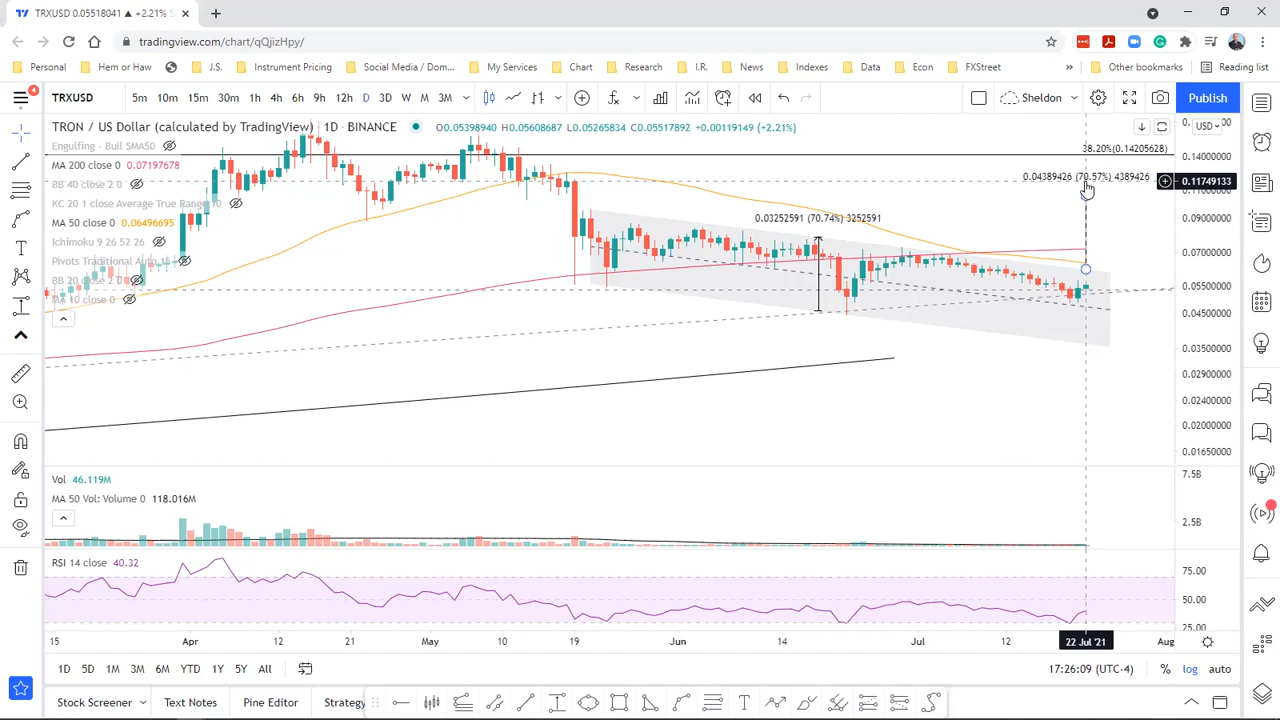 TRXUSD 0.05518041 ▲ +2.21% S
tradingview.com/chart/qQjizHpy/
Personal Hem or Haw J.S. Instrument Pricing Social Media / Dom... My Services Chart Research I.R. News Indexes Data Econ FXStreet » Other bookmarks Reading list
4 TRXUSD 5m 10m 15m 30m 1h 4h 6h 9h 12h D 3D W M 3M Sheldon Publish
TRON / US Dollar (calculated by TradingView) 1D BINANCE O0.05398940 H0.05608687 L0.05265834 C0.05517892 +0.00119149 (+2.21%) USD
Engulfing - Bull SMA50 38.20%(0.14205628)
MA 200 close 0 0.07197678 0.14000000
BB 40 close 2 0 0.04389426 (70.57%) 4389426 0.11749133
KC 20 1 close Average True Range 10
MA 50 close 0 0.06496695 0.03252591 (70.74%) 3252591 0.09000000
Ichimoku 9 26 52 26
Pivots Traditional Auto 15 0.07000000
BB 20 close 2 0
0.05500000
MA 10 close 0
0.04500000
0.03500000
0.02900000
0.02400000
0.02000000
0.01650000
Vol 46.119M 7.5B
MA 50 Vol: Volume 0 118.016M
2.5B
RSI 14 close 40.32 75.00
50.00
25.00
15 Apr 12 21 May 10 19 Jun 14 Jul 12 22 Jul '21 Aug
1D 5D 1M 3M 6M YTD 1Y 5Y All 17:26:09 (UTC-4) % log auto
Stock Screener Text Notes Pine Editor Strategy